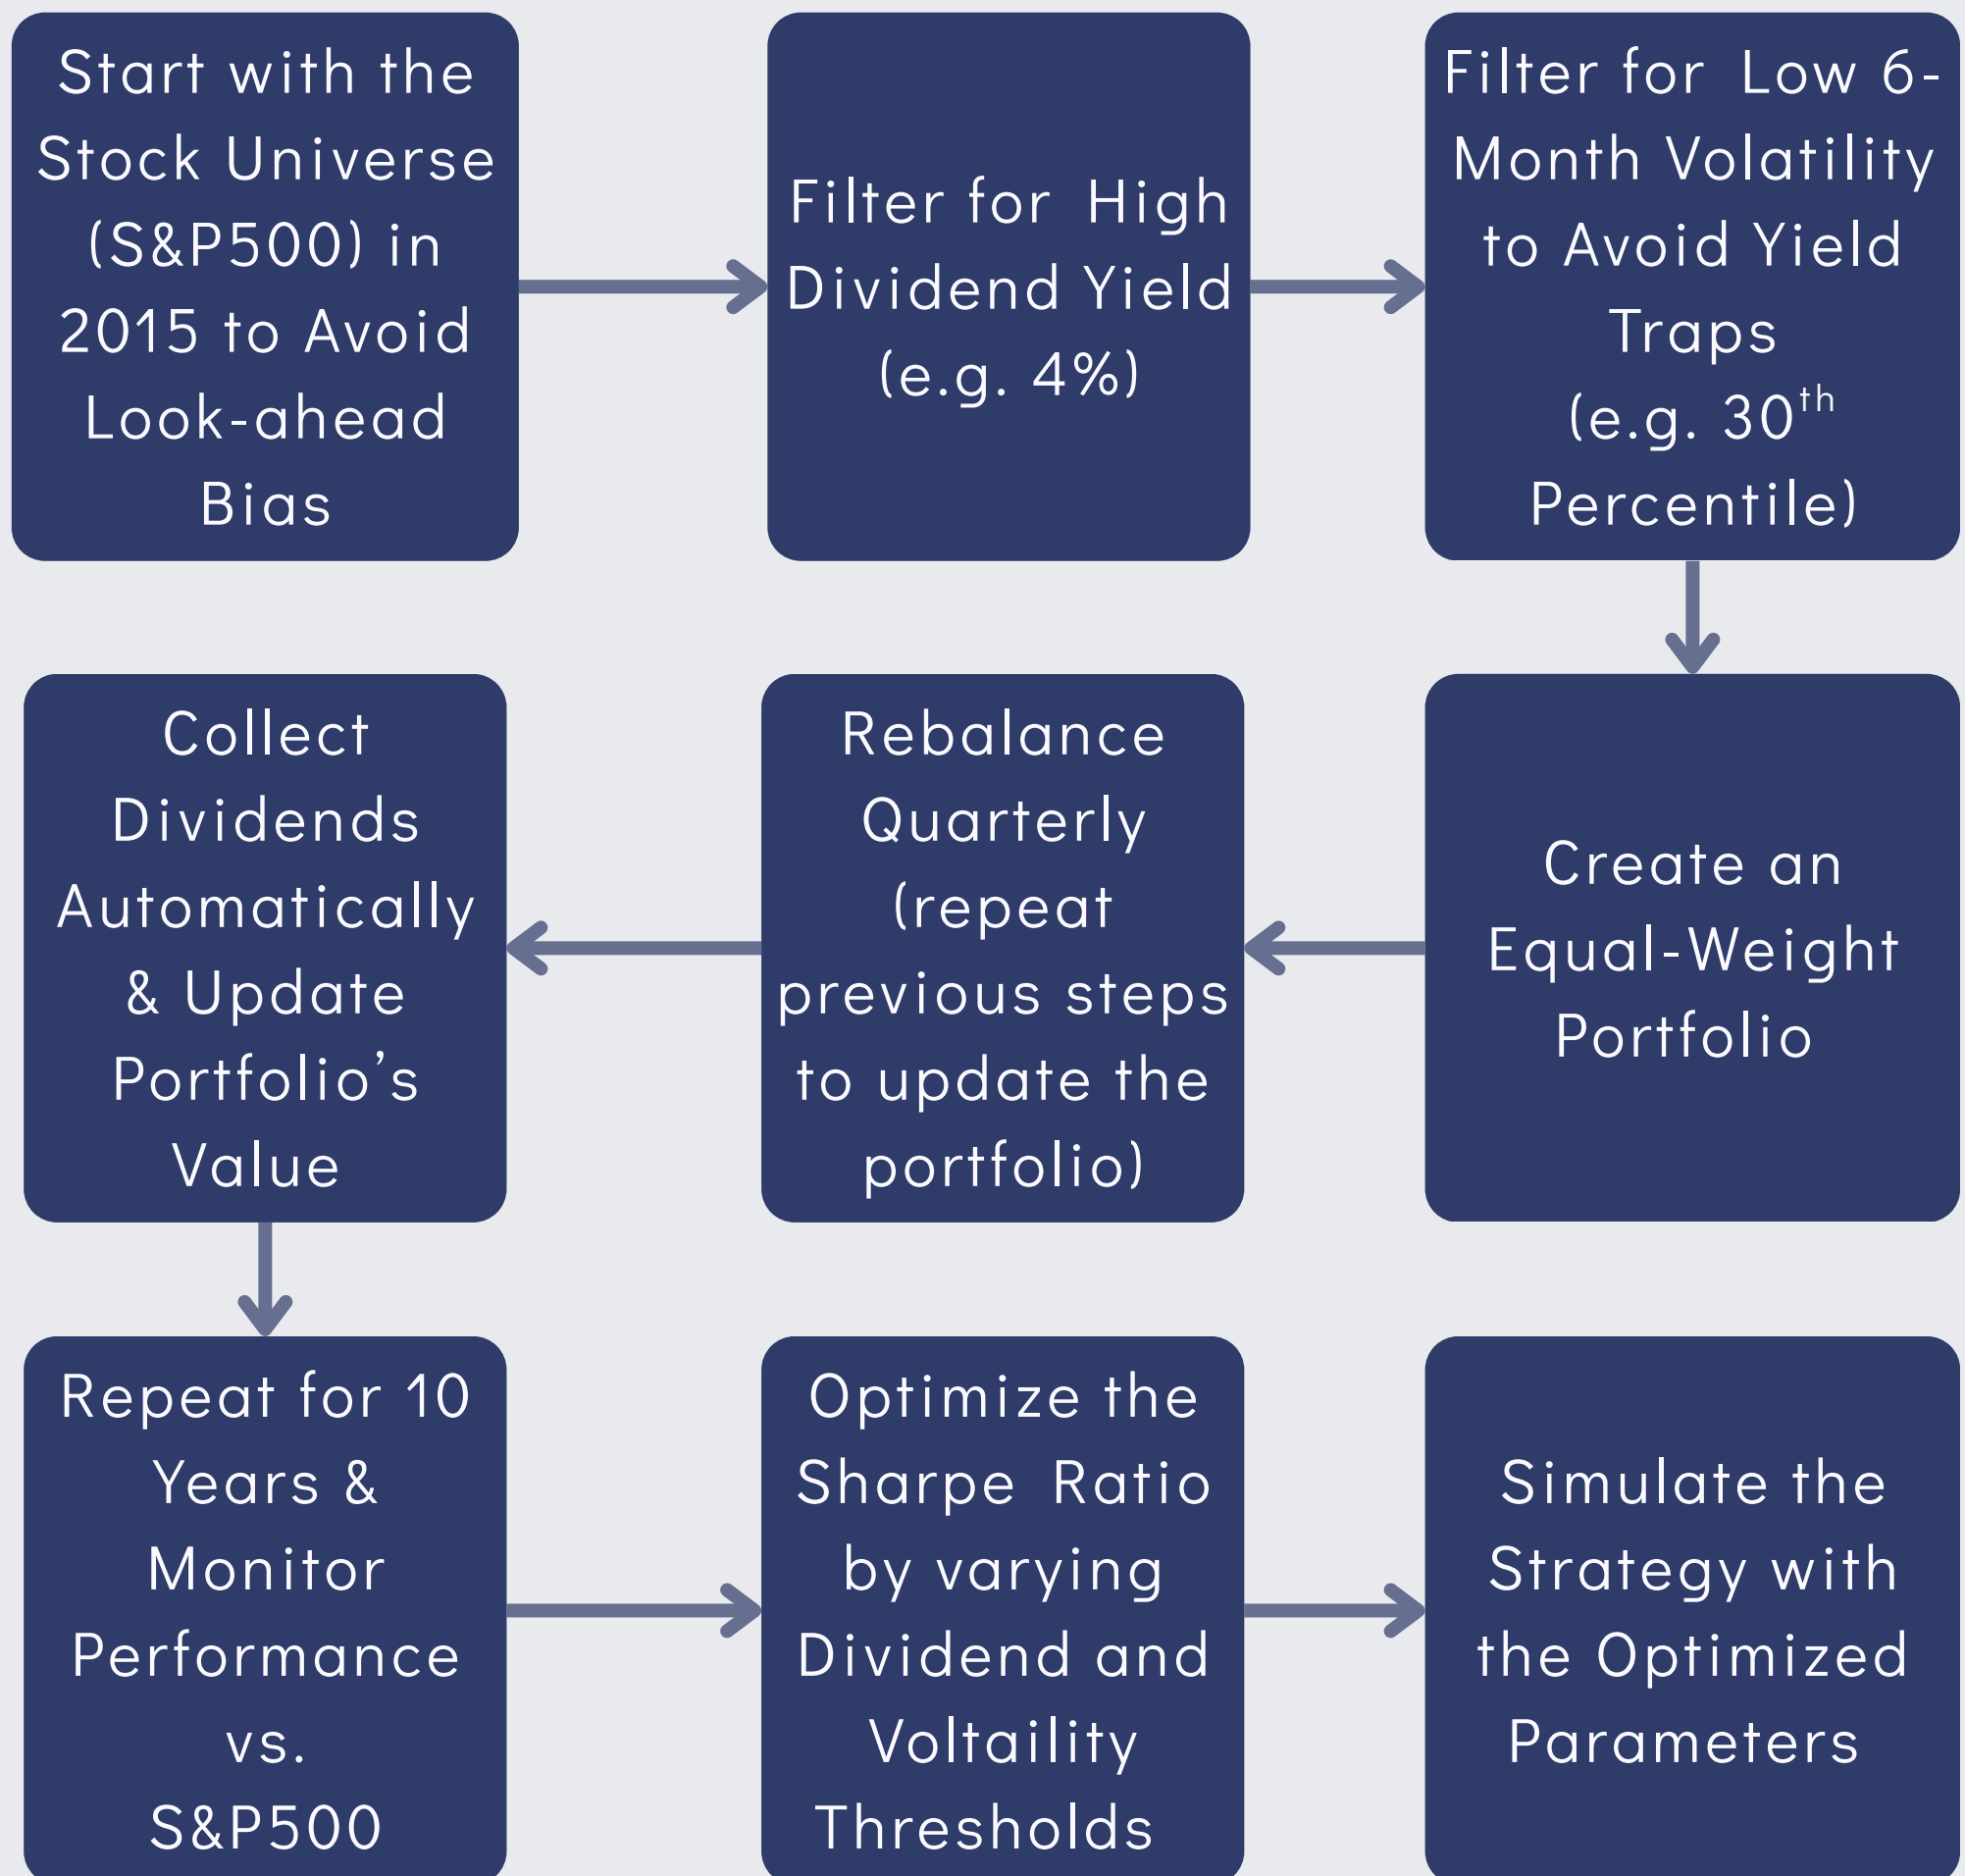 Start with the
Stock Universe
(S&P500) in
2015 to Avoid
Look-ahead
Bias
Filter for High
Dividend Yield
(e.g. 4%)
Filter for Low 6-
Month Volatility
to Avoid Yield
Traps
(e.g. 30th
Percentile)
Create an
Equal-Weight
Portfolio
Rebalance
Quarterly
(repeat
previous steps
to update the
portfolio)
Collect
Dividends
Automatically
& Update
Portfolio's
Value
Repeat for 10
Years &
Monitor
Performance
vs.
S&P500
Optimize the
Sharpe Ratio
by varying
Dividend and
Voltaility
Thresholds
Simulate the
Strategy with
the Optimized
Parameters